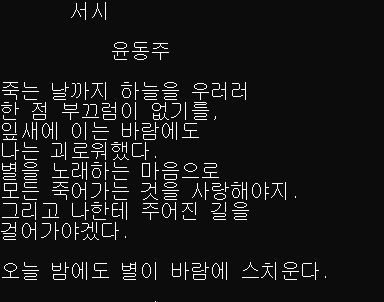 서시
윤동주
죽는 날까지 하늘을 우러러
한 점 부끄럼이 없기를,
잎새에 이는 바람에도
나는 괴로워했다.
별을 노래하는 마음으로
모든 죽어가는 것을 사랑해야지.
그리고 나한테 주어진 길을
걸어가야겠다.
오늘 밤에도 별이 바람에 스치운다.